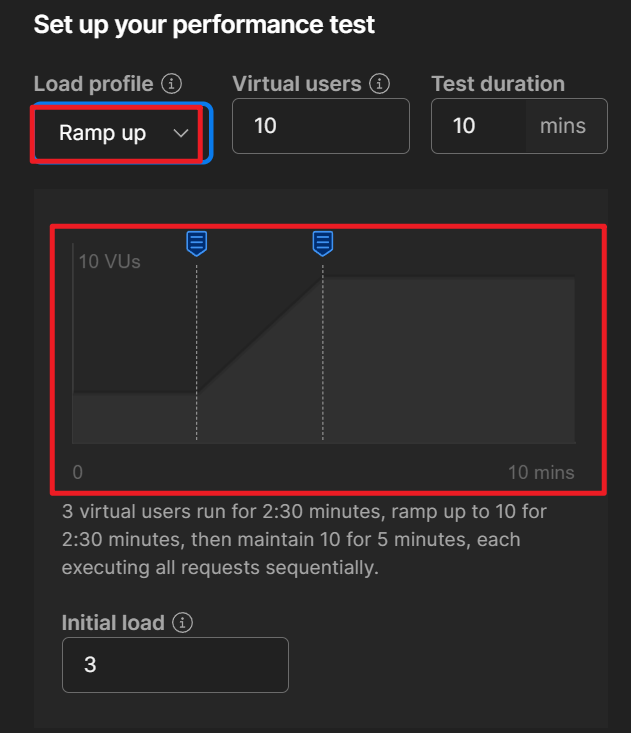 Set up your performance test
Load profile Virtual users Test duration
Ramp up 10 10 mins
10 VUs
0 10 mins
3 virtual users run for 2:30 minutes, ramp up to 10 for
2:30 minutes, then maintain 10 for 5 minutes, each
executing all requests sequentially.
Initial load
3